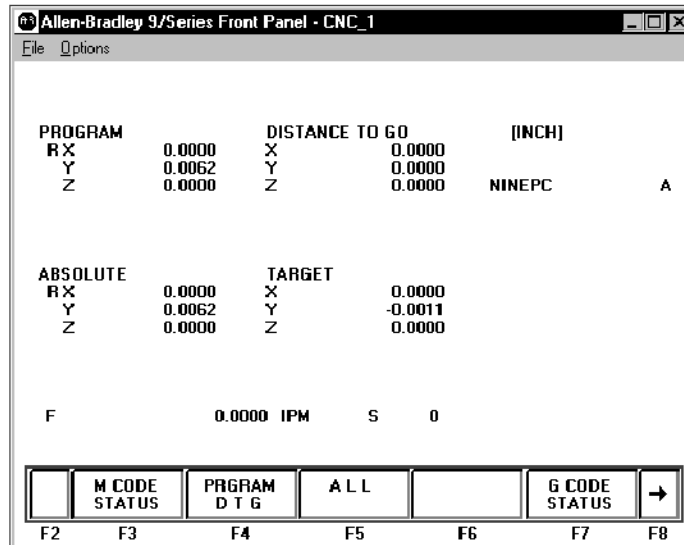 Allen-Bradley 9/Series Front Panel - CNC_1
File Options
PROGRAM DISTANCE TO GO [INCH]
R X 0.0000 X 0.0000
Y 0.0062 Y 0.0000
Z 0.0000 Z 0.0000 NINEPC A
ABSOLUTE TARGET
R X 0.0000 X 0.0000
Y 0.0062 Y -0.0011
Z 0.0000 Z 0.0000
F 0.0000 IPM S 0
M CODE PRGRAM A L L G CODE
STATUS D T G STATUS
F2 F3 F4 F5 F6 F7 F8